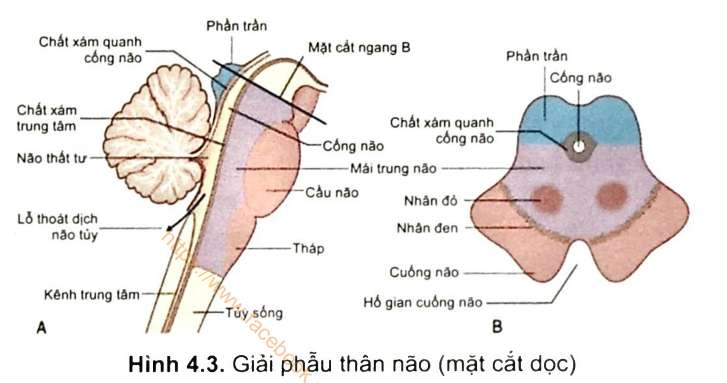 Phần trần
Chất xám quanh
cống não
Mặt cắt ngang B
Chất xám
trung tâm
Não thất tư
Lỗ thoát dịch
não tủy
Kênh trung tâm
A
Cống não
Mái trung não
Cầu não
Tháp
Tủy sống
https://www.facebook
Phần trần
Cống não
Chất xám quanh
cống não
Nhân đỏ
Nhân đen
Cuống não
Hố gian cuống não
B
Hình 4.3. Giải phẫu thân não (mặt cắt dọc)